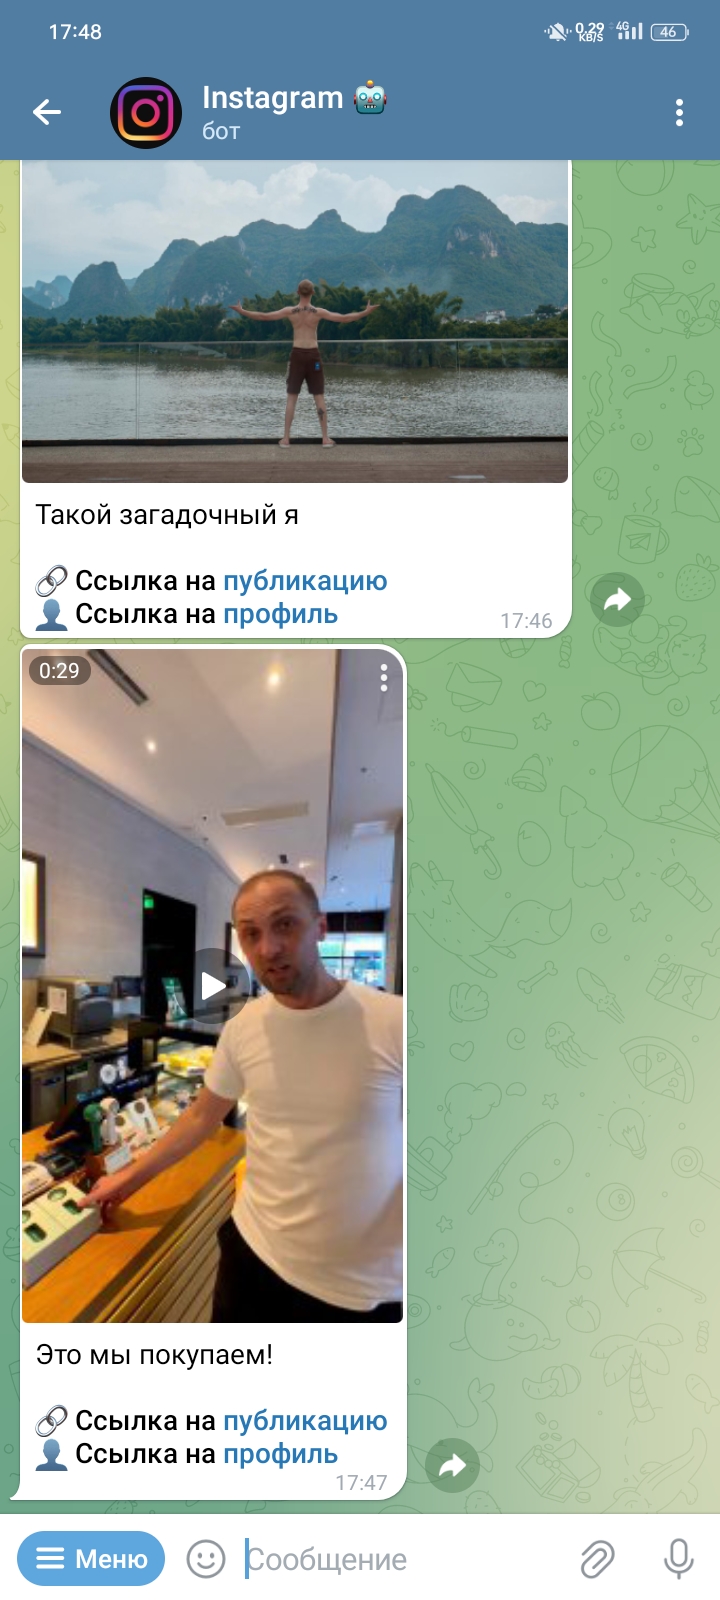 17:48
0,29
KB/S
4G
46
Instagram 🤖
бот
Такой загадочный я
🔗 Ссылка на публикацию
👤 Ссылка на профиль
17:46
0:29
Это мы покупаем!
🔗 Ссылка на публикацию
👤 Ссылка на профиль
17:47
Меню
Сообщение